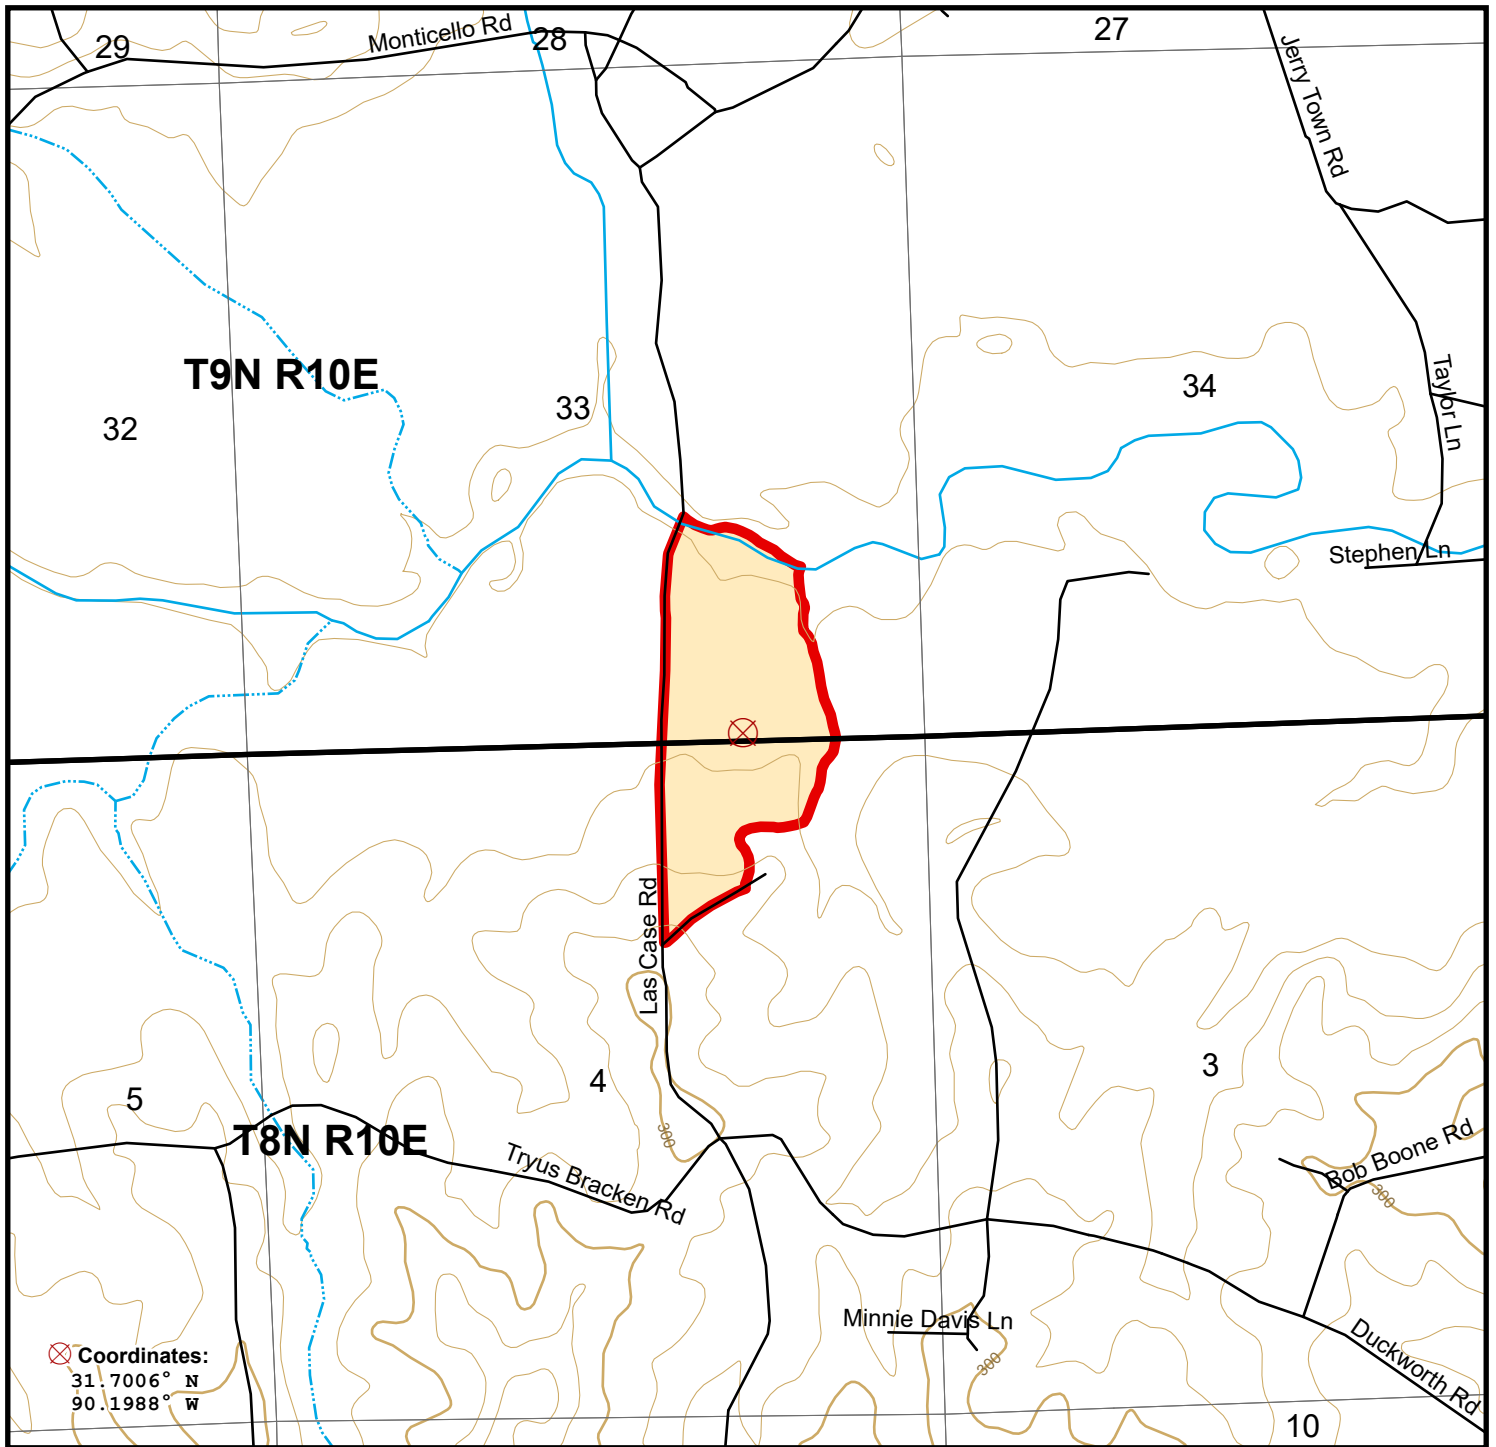 29
Monticello Rd
28
27
Jerry Town Rd
T9N R10E
32
33
34
Taylor Ln
Stephen Ln
Las Case Rd
5
4
3
T8N R10E
300
Tryus Bracken Rd
Bob Boone Rd
300
Minnie Davis Ln
300
Duckworth Rd
10
Coordinates:
31.7006° N
90.1988° W